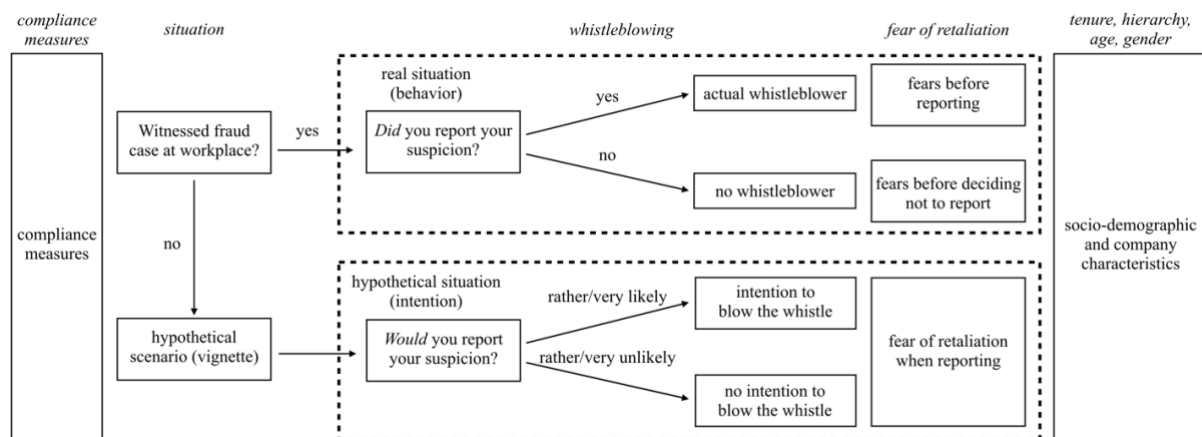 compliance
measures
situation
whistleblowing
fear of retaliation
tenure, hierarchy,
age, gender
compliance
measures
Witnessed fraud
case at workplace?
yes
no
hypothetical
scenario (vignette)
real situation
(behavior)
Did you report your
suspicion?
yes
no
actual whistleblower
no whistleblower
fears before
reporting
fears before deciding
not to report
hypothetical situation
(intention)
Would you report
your suspicion?
rather/very likely
rather/very unlikely
intention to
blow the whistle
no intention to
blow the whistle
fear of retaliation
when reporting
socio-demographic
and company
characteristics